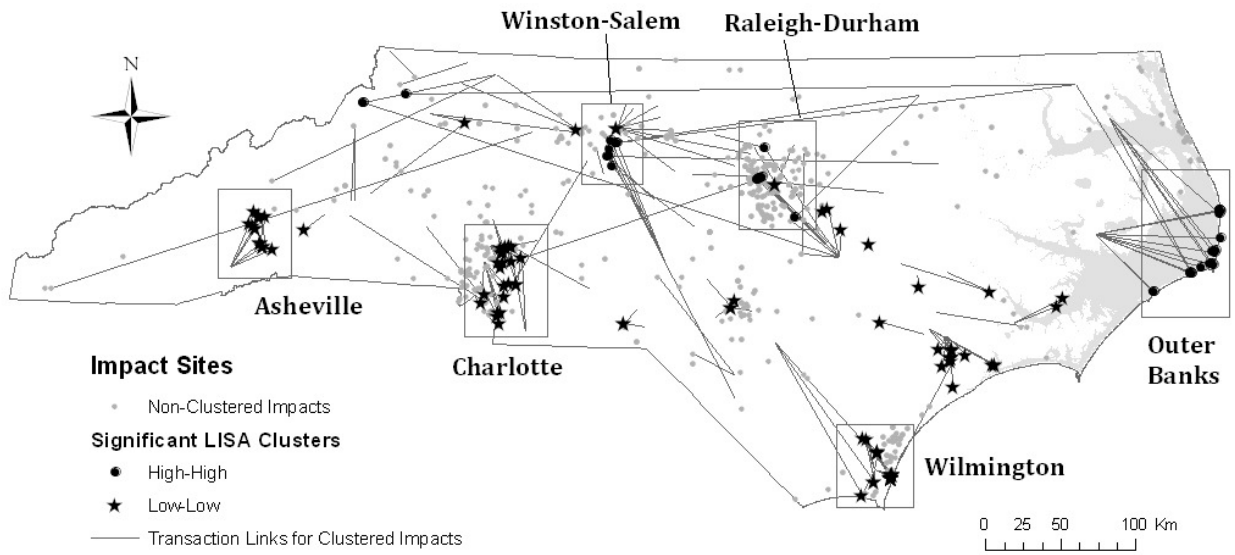 Winston-Salem
Raleigh-Durham
N
Asheville
Charlotte
Outer
Banks
Wilmington
Impact Sites
Non-Clustered Impacts
Significant LISA Clusters
High-High
Low-Low
Transaction Links for Clustered Impacts
0 25 50 100 Km